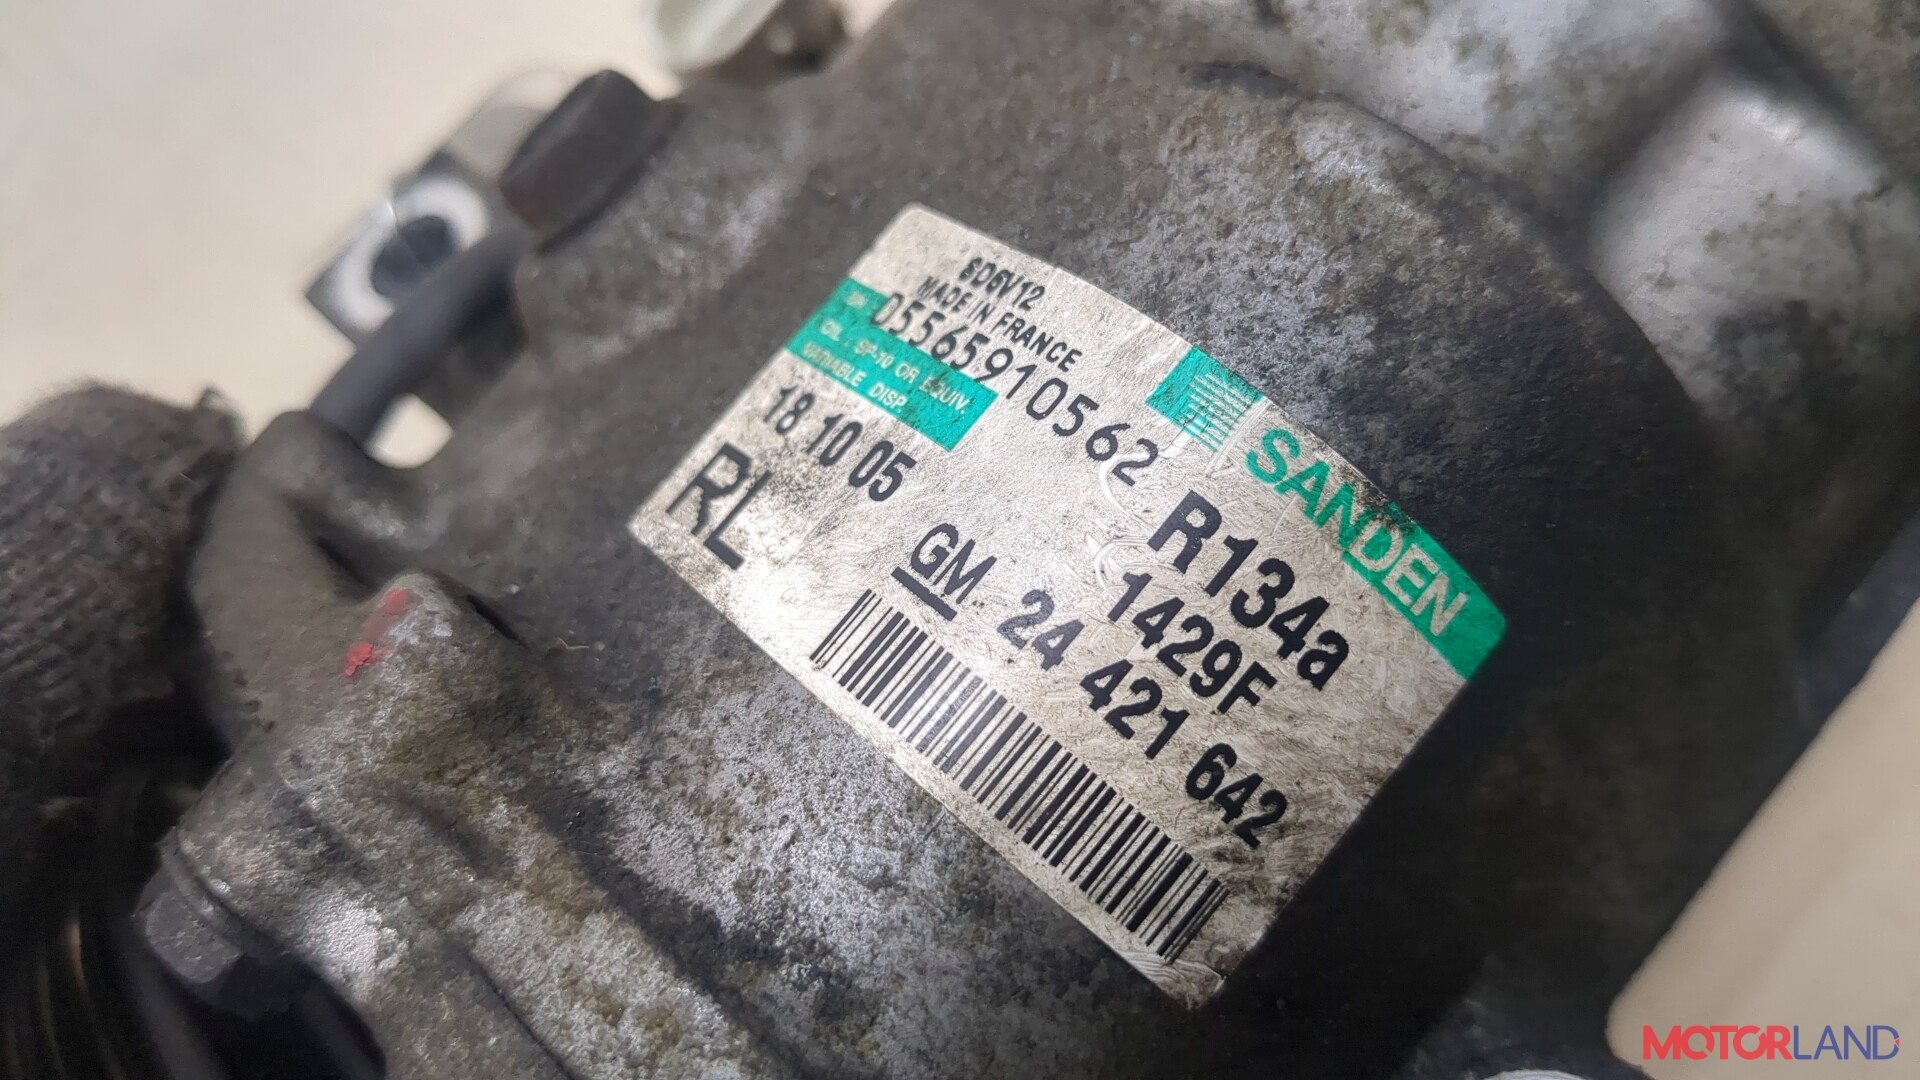 SD6V12
MADE IN FRANCE
S/N 05565910562
OIL : SP-10 OR EQUIV.
VARIABLE DISP.
18 10 05
RL
SANDEN
R134a
1429F
GM 24 421 642
MOTORLAND